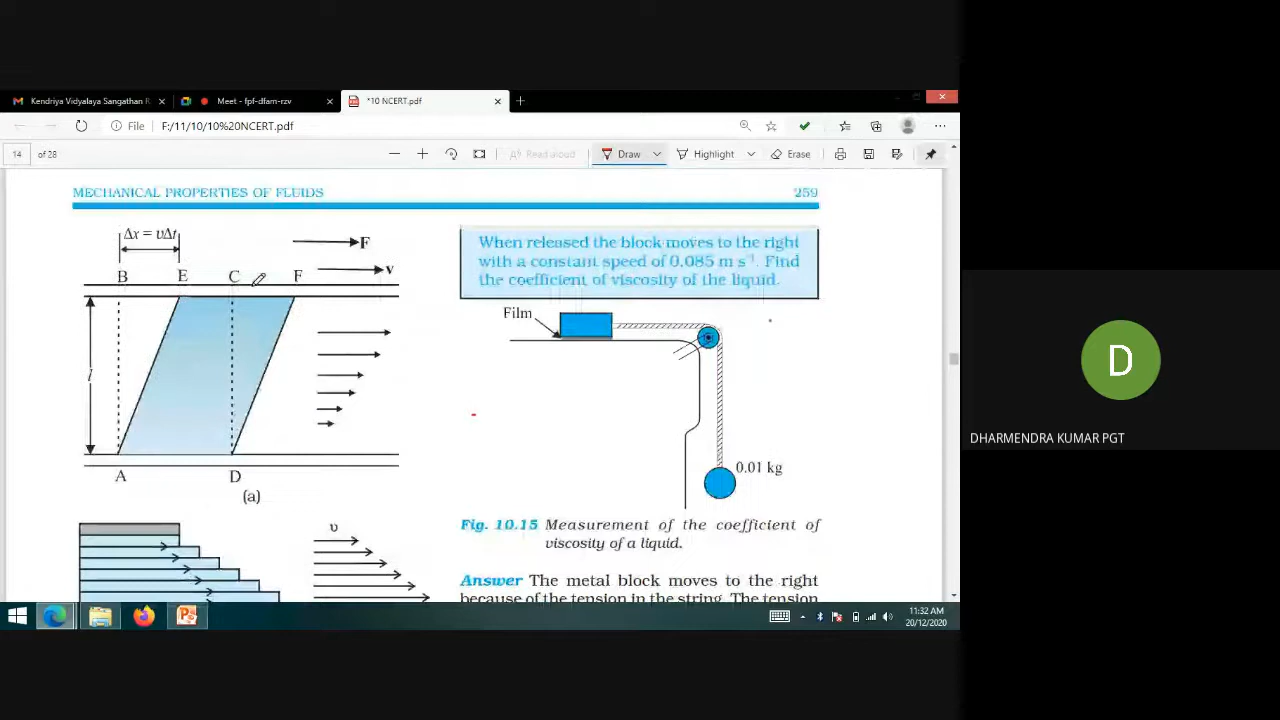 Kendriya Vidyalaya Sangathan R
Meet - fpf-dfam-rzv
*10 NCERT.pdf
File
F:/11/10/10%20NCERT.pdf
14
of 28
Read aloud
Draw
Highlight
Erase
MECHANICAL PROPERTIES OF FLUIDS
259
Δx = υΔt
F
v
B
E
C
F
l
A
D
(a)
υ
When released the block moves to the right
with a constant speed of 0.085 m s⁻¹. Find
the coefficient of viscosity of the liquid.
Film
0.01 kg
Fig. 10.15 Measurement of the coefficient of
viscosity of a liquid.
Answer The metal block moves to the right
because of the tension in the string. The tension
11:32 AM
20/12/2020
D
DHARMENDRA KUMAR PGT